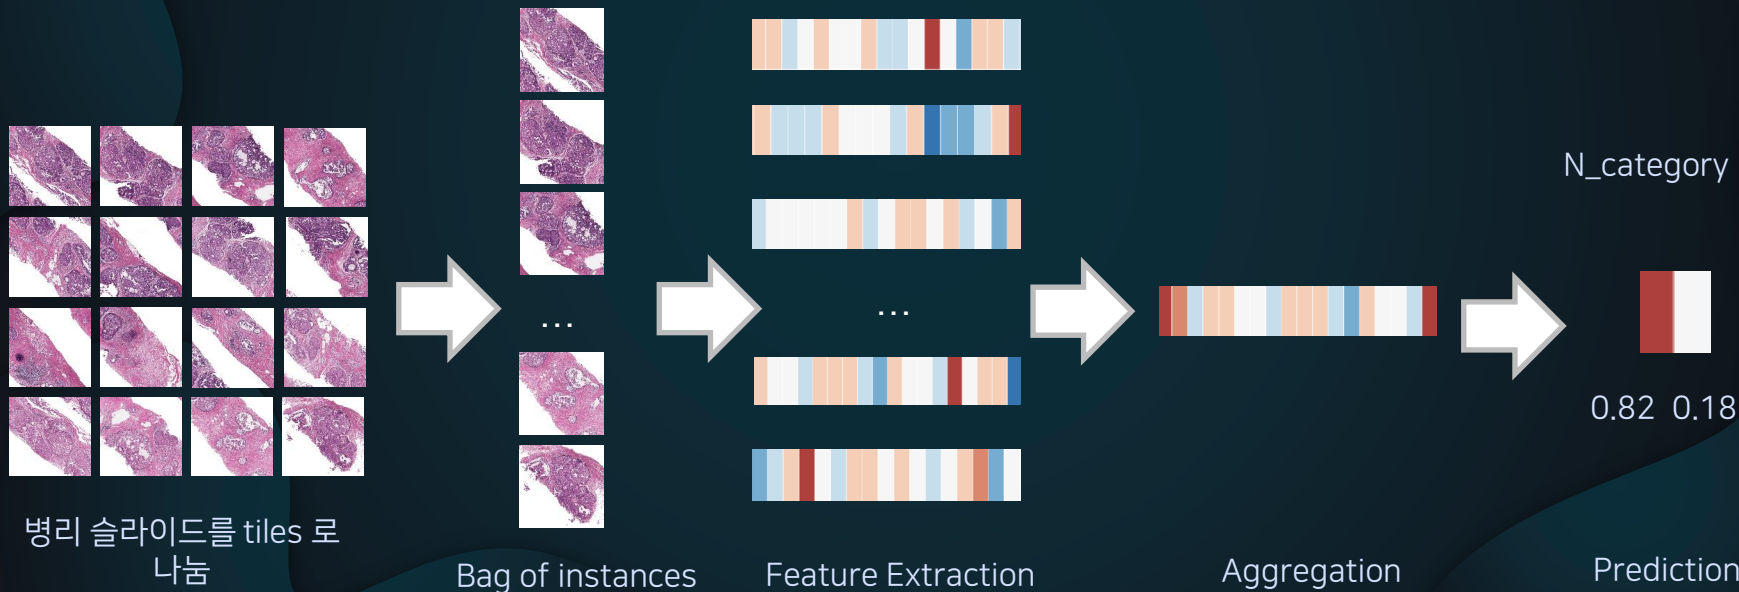 병리 슬라이드를 tiles 로
나눔
...
Bag of instances
...
Feature Extraction
Aggregation
N_category
0.82 0.18
Prediction